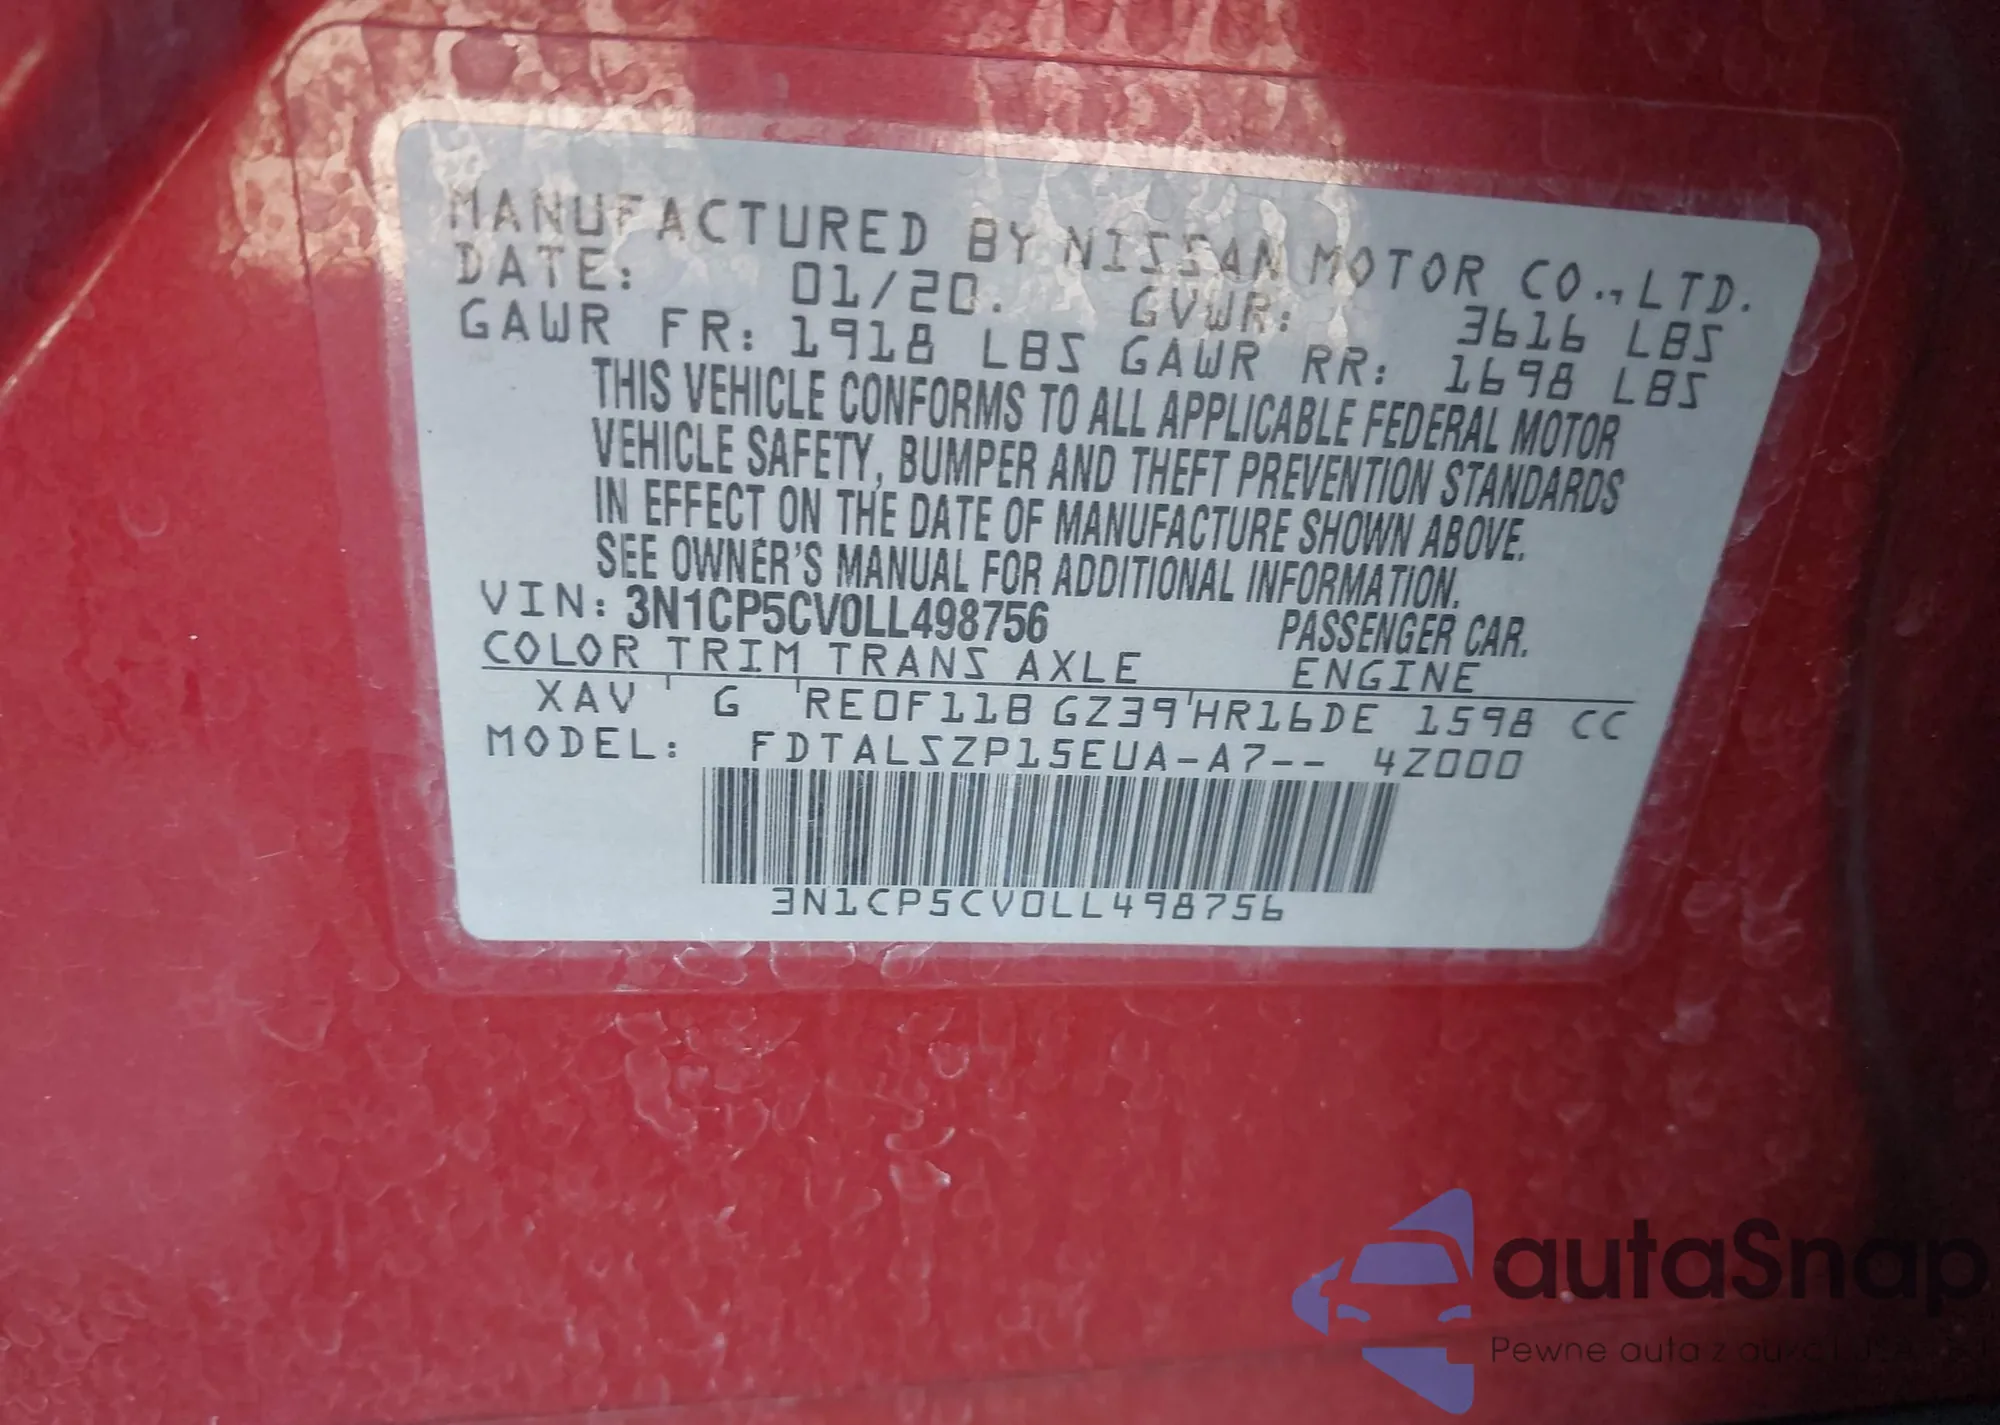 MANUFACTURED BY NISSAN MOTOR CO.,LTD.
DATE: 01/20. GVWR: 3616 LBS
GAWR FR: 1918 LBS GAWR RR: 1698 LBS
THIS VEHICLE CONFORMS TO ALL APPLICABLE FEDERAL MOTOR
VEHICLE SAFETY, BUMPER AND THEFT PREVENTION STANDARDS
IN EFFECT ON THE DATE OF MANUFACTURE SHOWN ABOVE.
SEE OWNER'S MANUAL FOR ADDITIONAL INFORMATION.
VIN: 3N1CP5CV0LL498756 PASSENGER CAR.
COLOR TRIM TRANS AXLE ENGINE
XAV G RE0F11B GZ39 HR16DE 1598 CC
MODEL: FDTALSZP15EUA-A7-- 4Z000
3N1CP5CV0LL498756
autaSnap
Pewne auta z